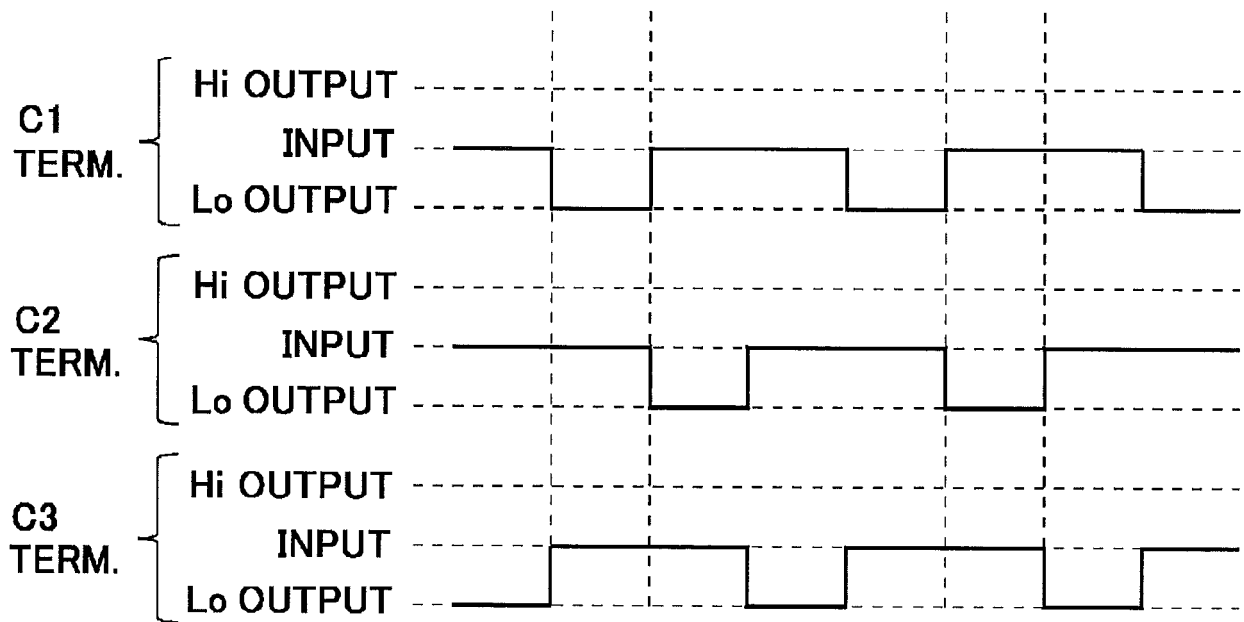 C1
TERM.
Hi OUTPUT
INPUT
Lo OUTPUT
C2
TERM.
Hi OUTPUT
INPUT
Lo OUTPUT
C3
TERM.
Hi OUTPUT
INPUT
Lo OUTPUT